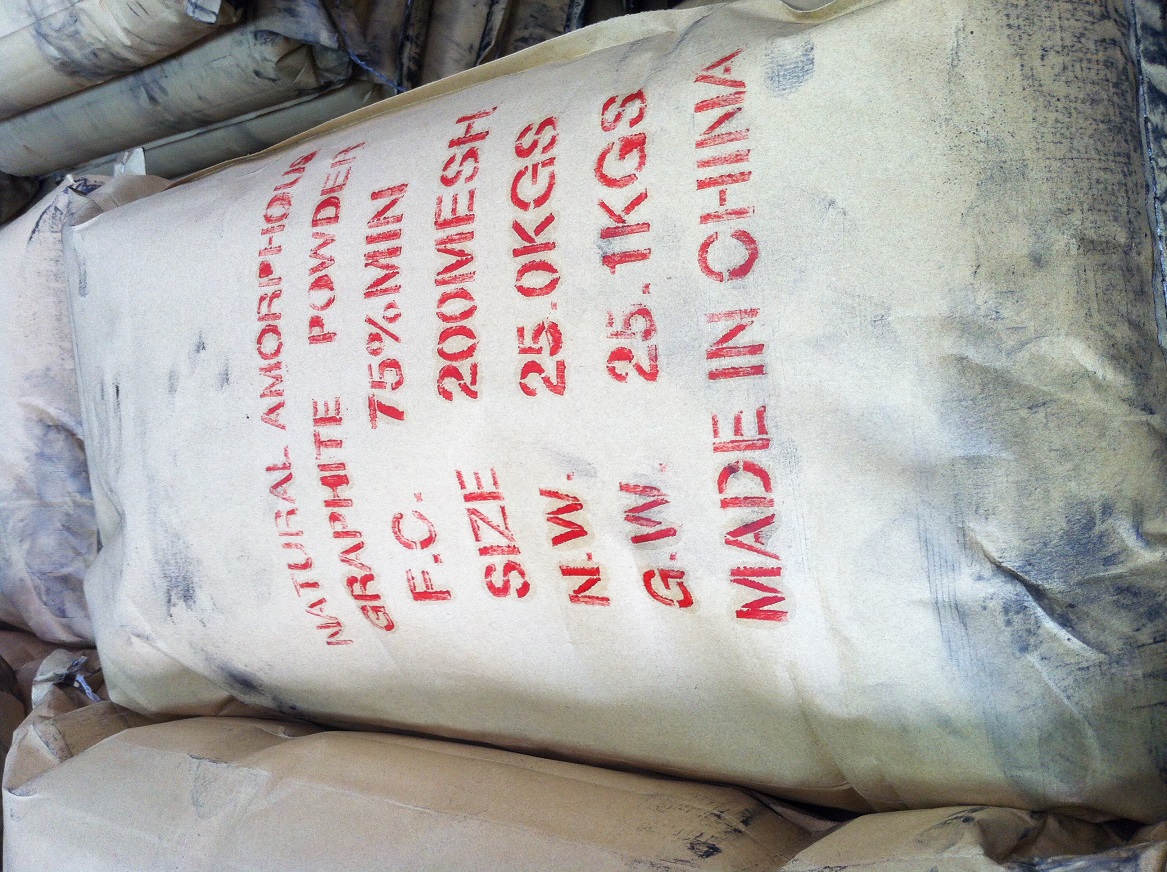 NATURAL AMORPHOUS
GRAPHITE POWDER
F.C. 75%MIN
SIZE 200MESH
N.W. 25.0KGS
G.W. 25.1KGS
MADE IN CHINA